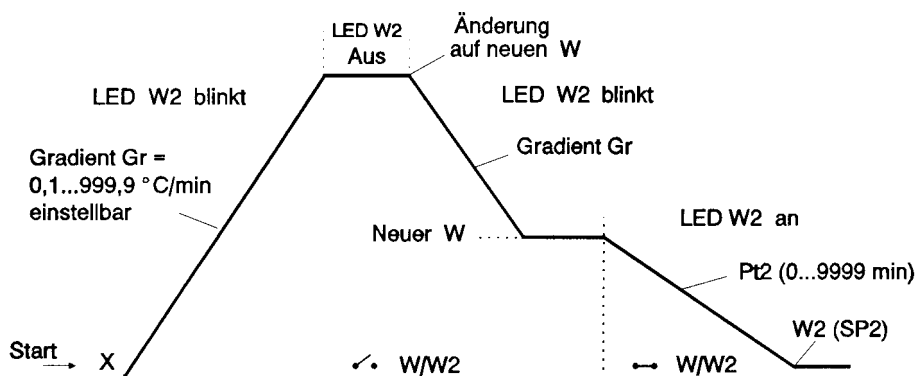 LED W2
Aus
Änderung
auf neuen W
LED W2 blinkt
LED W2 blinkt
Gradient Gr =
0,1...999,9 °C/min
einstellbar
Gradient Gr
Neuer W
LED W2 an
Pt2 (0...9999 min)
W2 (SP2)
Start
X
W/W2
W/W2